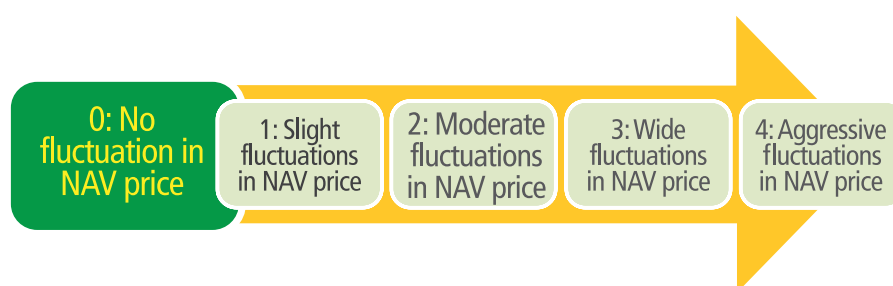 0: No
fluctuation in
NAV price
1: Slight
fluctuations
in NAV price
2: Moderate
fluctuations
in NAV price
3: Wide
fluctuations
in NAV price
4: Aggressive
fluctuations
in NAV price